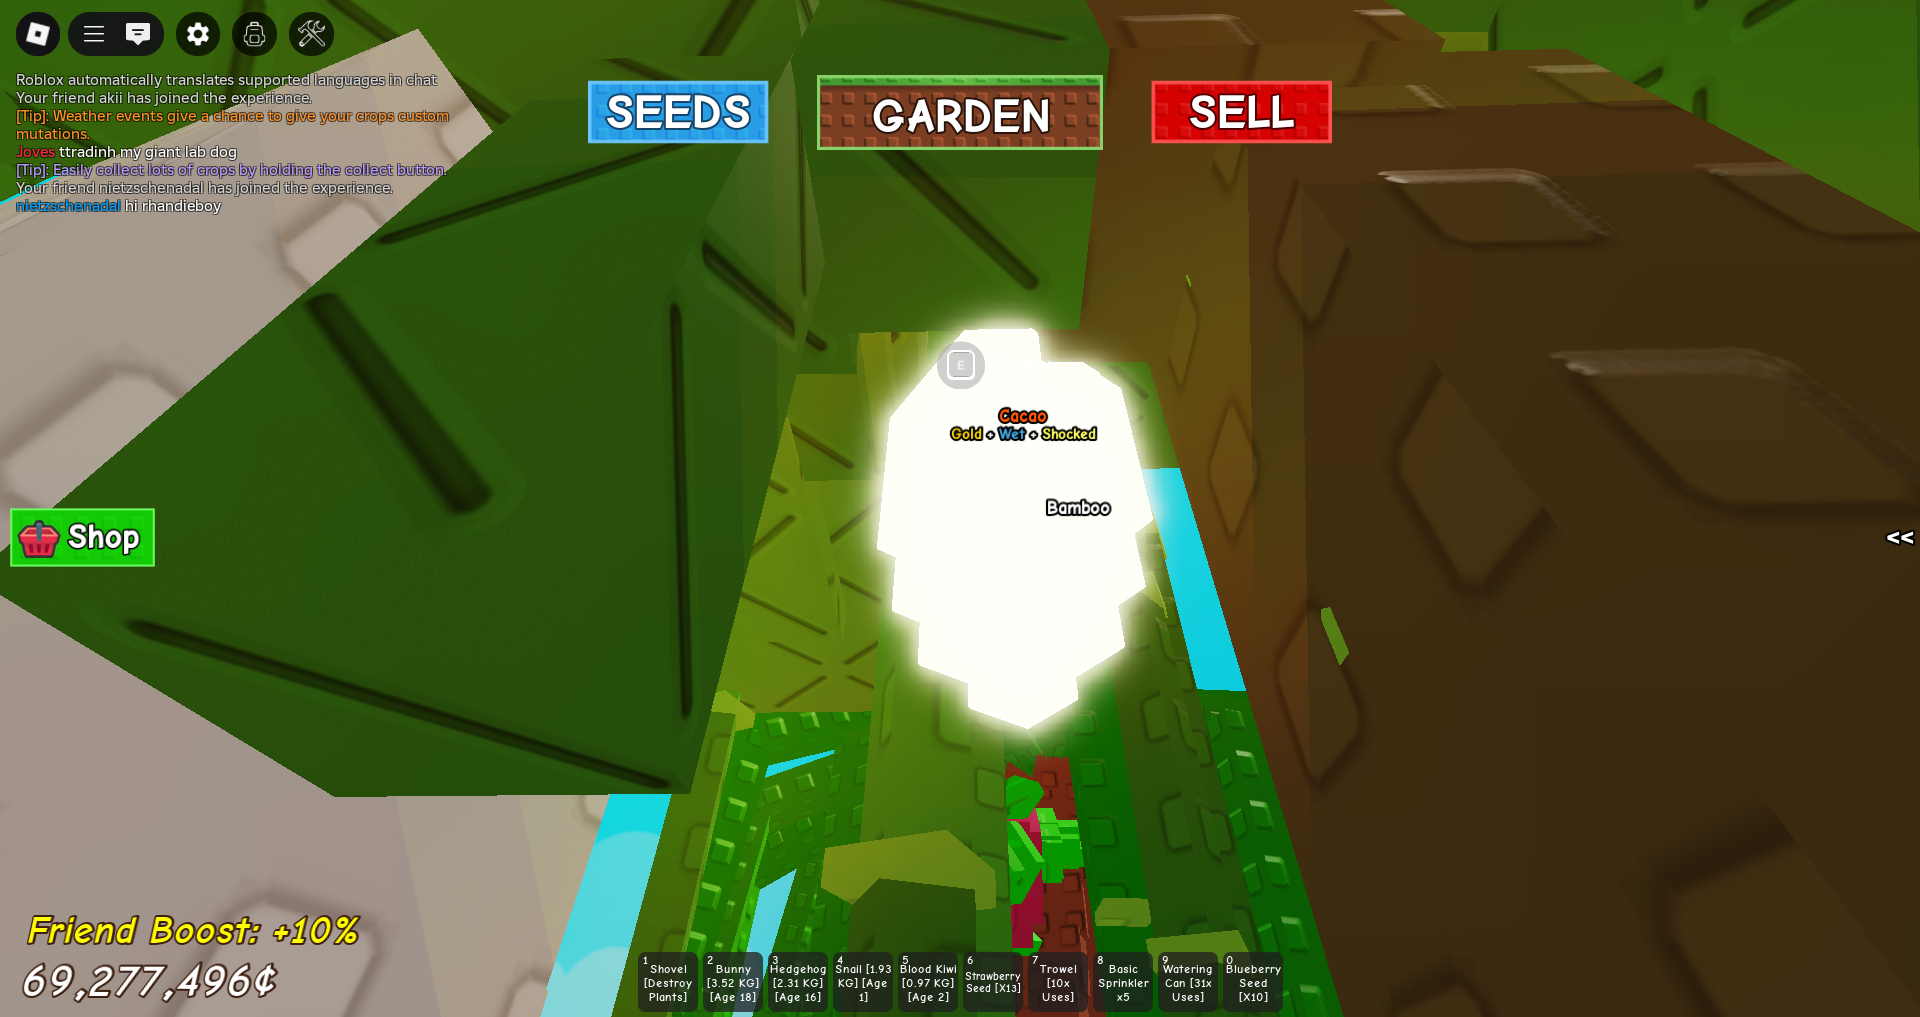 Roblox automatically translates supported languages in chat
Your friend akii has joined the experience.
[Tip]: Weather events give a chance to give your crops custom
mutations.
Joves ttradinh my giant lab dog
[Tip]: Easily collect lots of crops by holding the collect button.
Your friend nietzschenadal has joined the experience.
nietzschenadal hi rhandieboy
SEEDS
GARDEN
SELL
E
Cacao
Gold + Wet + Shocked
Bamboo
Shop
<<
Friend Boost: +10%
69,277,496¢
1
Shovel
[Destroy
Plants]
2
Bunny
[3.52 KG]
[Age 18]
3
Hedgehog
[2.31 KG]
[Age 16]
4
Snail [1.93
KG] [Age
1]
5
Blood Kiwi
[0.97 KG]
[Age 2]
6
Strawberry
Seed [X13]
7
Trowel
[10x
Uses]
8
Basic
Sprinkler
x5
9
Watering
Can [31x
Uses]
0
Blueberry
Seed
[X10]